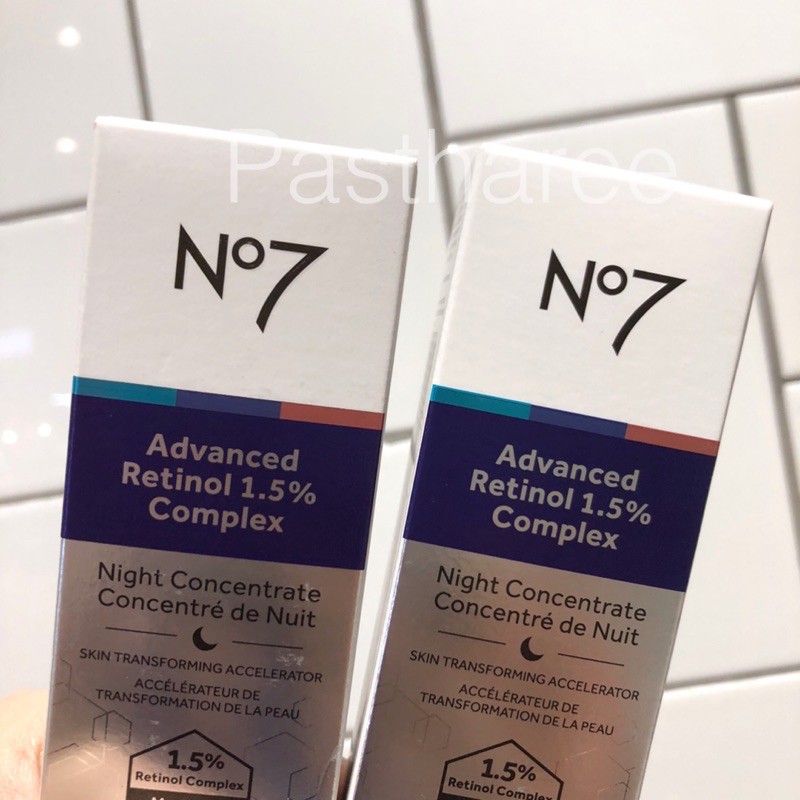 Pastharee
No7
Advanced
Retinol 1.5%
Complex
Night Concentrate
Concentré de Nuit
SKIN TRANSFORMING ACCELERATOR
ACCÉLÉRATEUR DE
TRANSFORMATION DE LA PEAU
1.5%
Retinol Complex
No7
Advanced
Retinol 1.5%
Complex
Night Concentrate
Concentré de Nuit
SKIN TRANSFORMING ACCELERATOR
ACCÉLÉRATEUR DE
TRANSFORMATION DE LA PEAU
1.5%
Retinol Complex